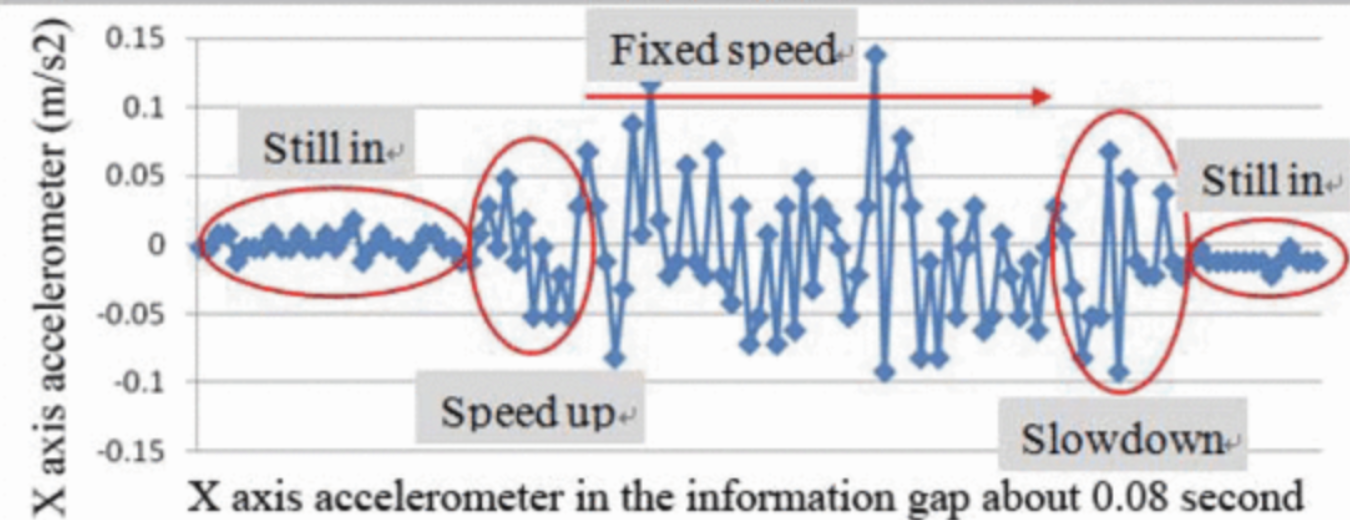 X axis accelerometer (m/s2)
0.15
0.1
0.05
0
-0.05
-0.1
-0.15
Fixed speed
Still in
Still in
Speed up
Slowdown
X axis accelerometer in the information gap about 0.08 second